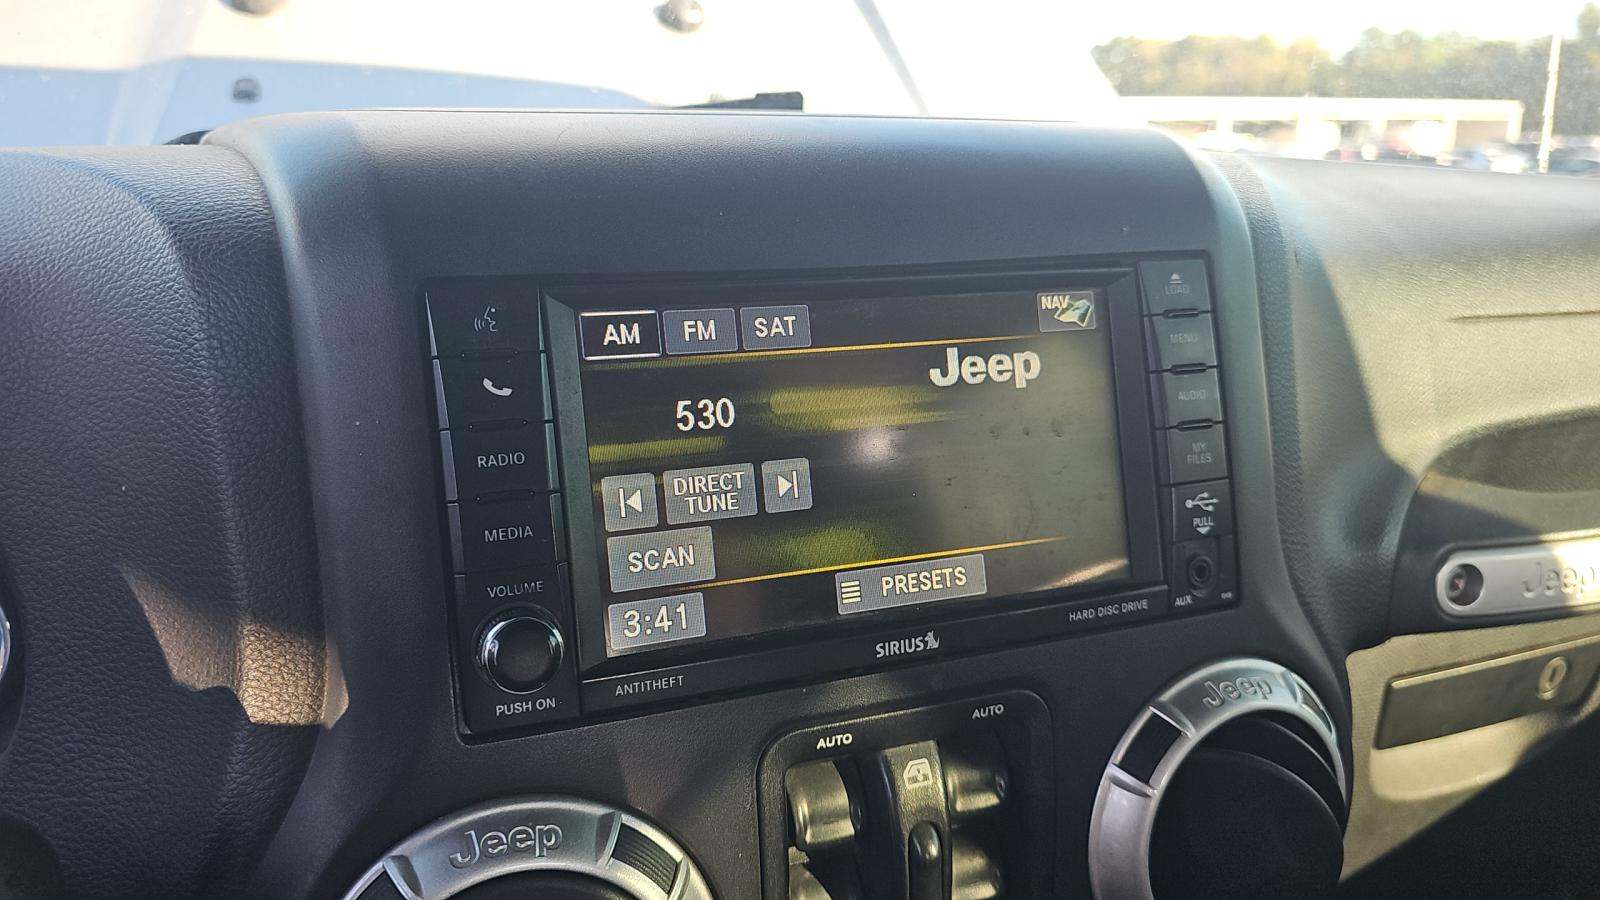 AM FM SAT NAV
Jeep
530
DIRECT
TUNE
SCAN
PRESETS
3:41
RADIO
MEDIA
VOLUME
PUSH ON
ANTITHEFT
SIRIUS
HARD DISC DRIVE
LOAD
MENU
AUDIO
MY
FILES
PULL
AUX
AUTO
AUTO
Jeep
Jeep
Jeep